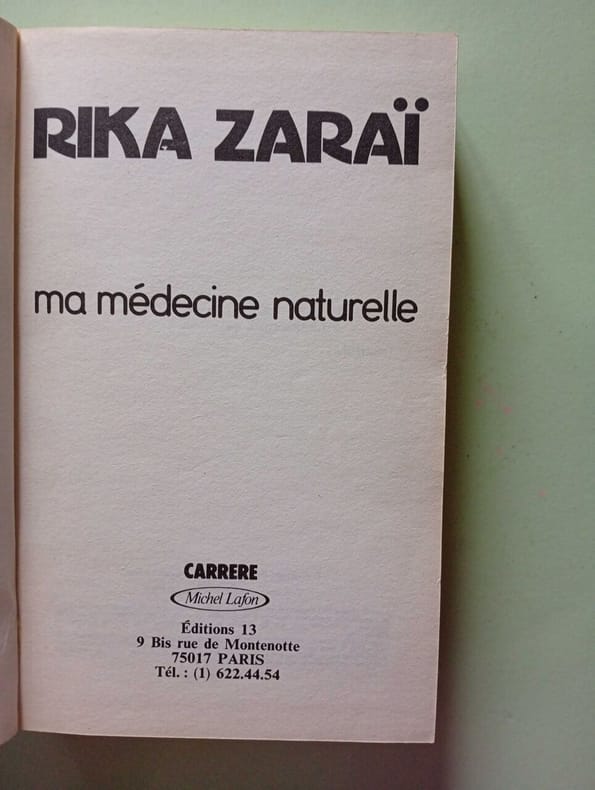 RIKA ZARAÏ
ma médecine naturelle
CARRERE
Michel Lafon
Éditions 13
9 Bis rue de Montenotte
75017 PARIS
Tél. : (1) 622.44.54